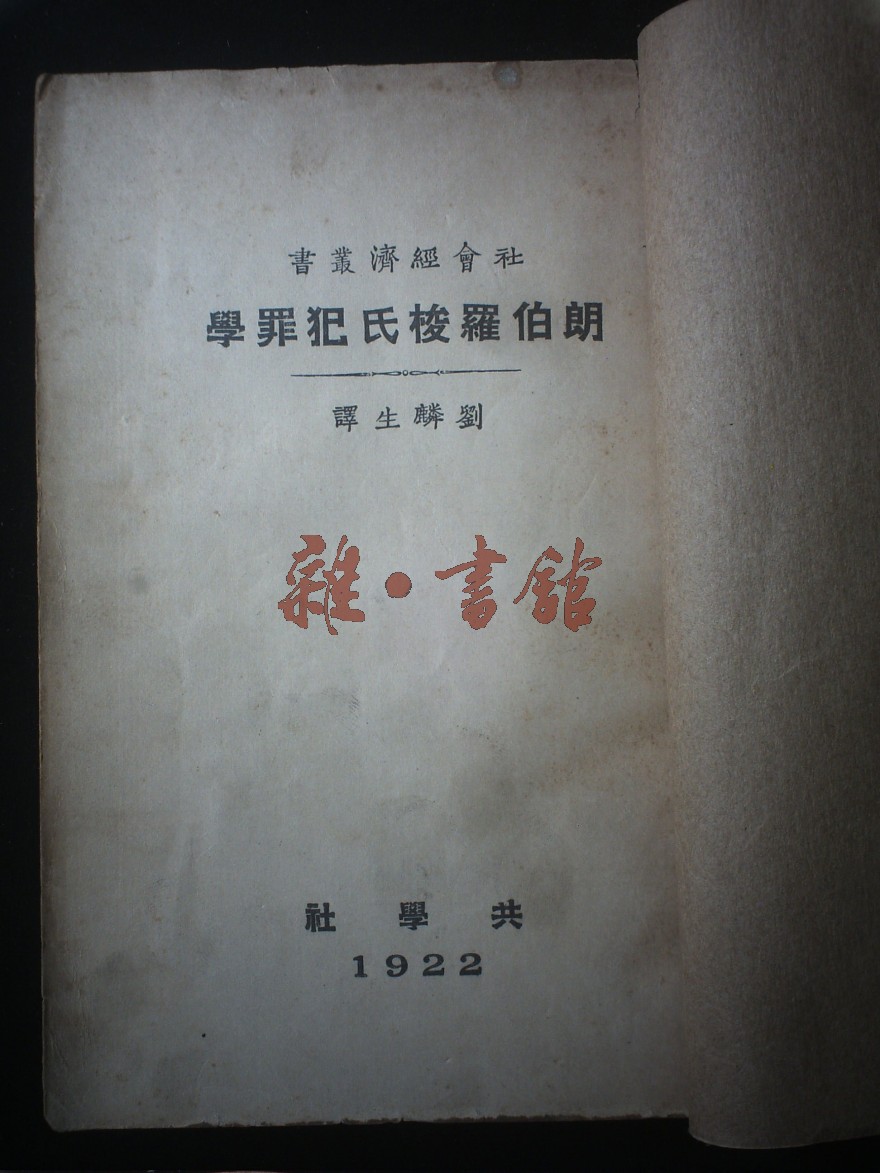 社會經濟叢書
朗伯羅梭氏犯罪學
劉麟生譯
雜·書館
共學社
1922